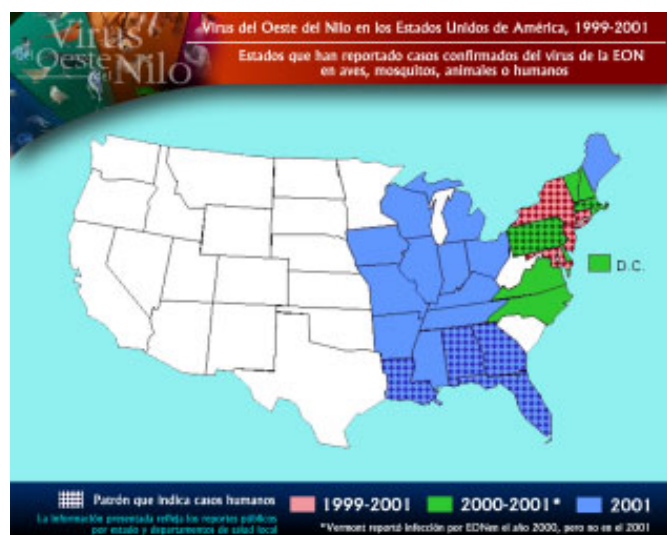 Virus
del Oeste
del Nilo
Virus del Oeste del Nilo en los Estados Unidos de América, 1999-2001
Estados que han reportado casos confirmados del virus de la EON
en aves, mosquitos, animales o humanos
D.C.
Patrón que indica casos humanos
1999-2001
2000-2001*
2001
La información presentada refleja los reportes públicos
por estado y departamentos de salud local
*Vermont reportó infección por EONen el año 2000, pero no en el 2001